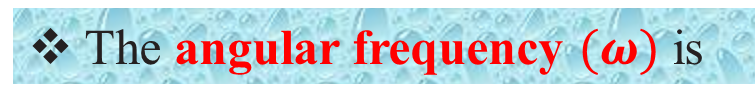 ❖ The angular frequency (ω) is